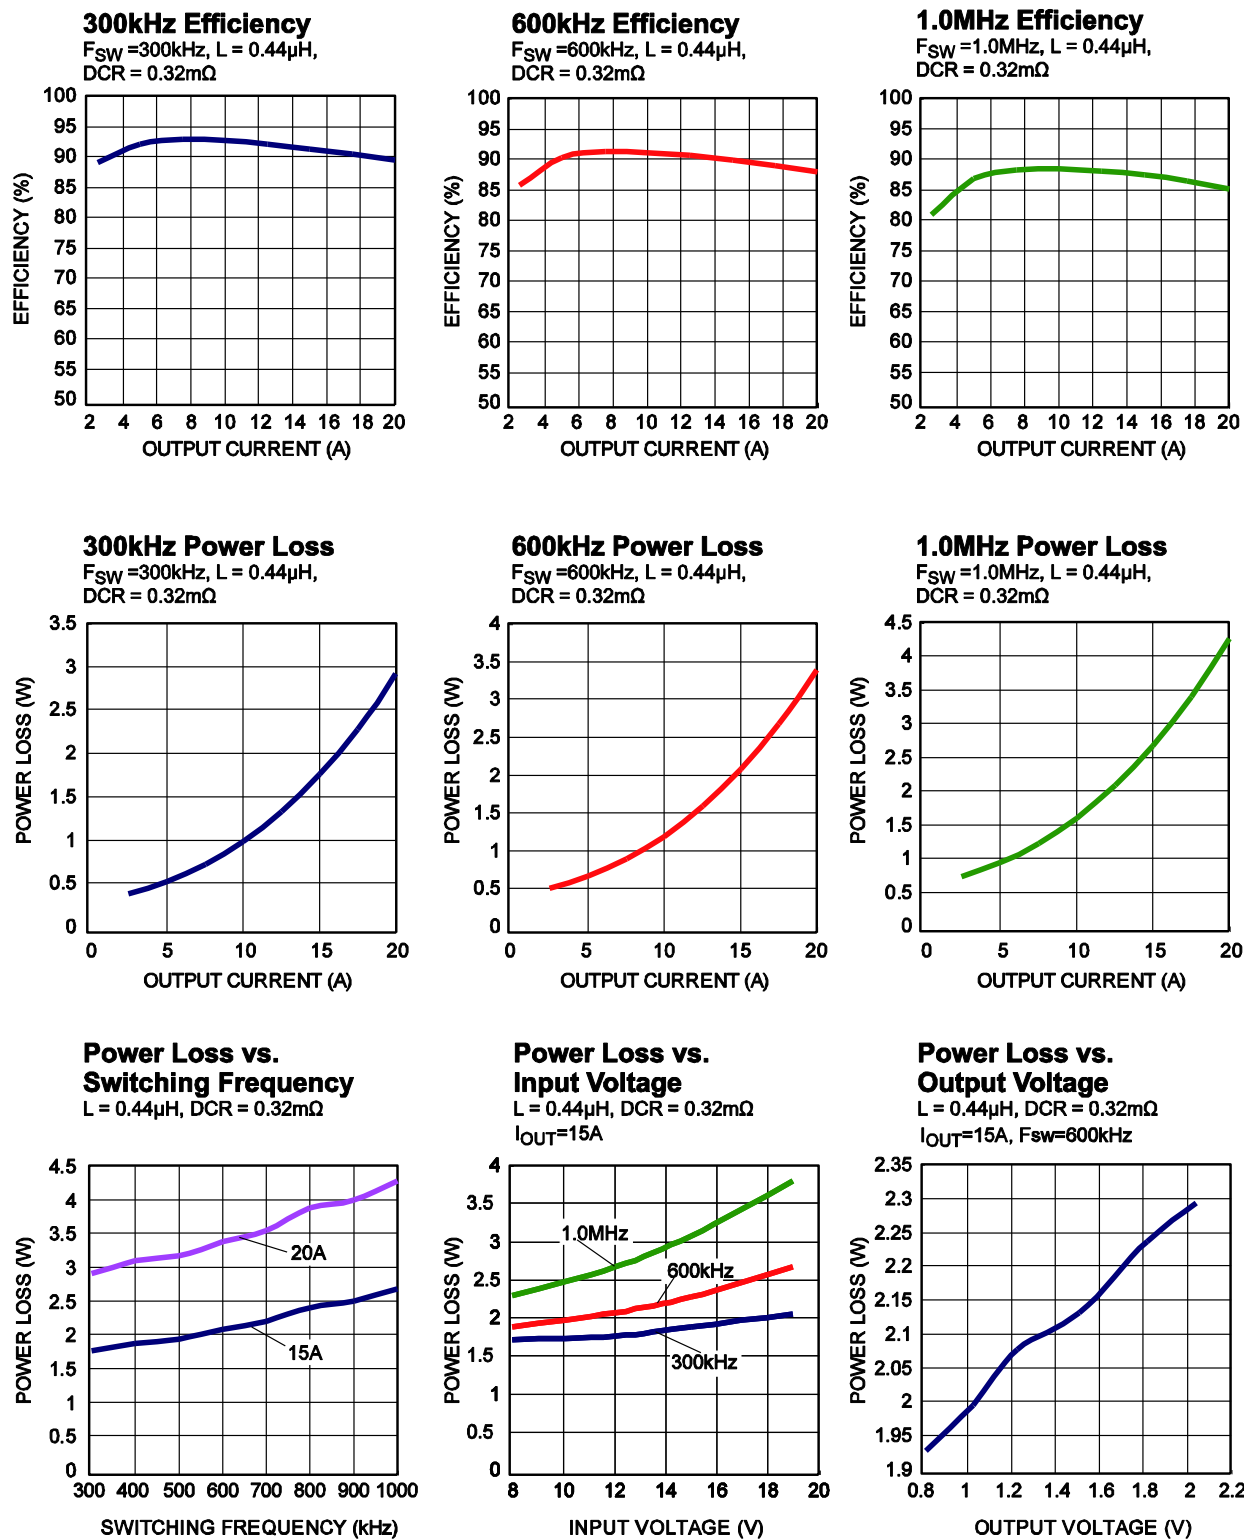 300kHz Efficiency
FSW =300kHz, L = 0.44µH,
DCR = 0.32mΩ
100
95
90
85
80
75
70
65
60
55
50
EFFICIENCY (%)
2 4 6 8 10 12 14 16 18 20
OUTPUT CURRENT (A)
600kHz Efficiency
FSW =600kHz, L = 0.44µH,
DCR = 0.32mΩ
100
95
90
85
80
75
70
65
60
55
50
EFFICIENCY (%)
2 4 6 8 10 12 14 16 18 20
OUTPUT CURRENT (A)
1.0MHz Efficiency
FSW =1.0MHz, L = 0.44µH,
DCR = 0.32mΩ
100
95
90
85
80
75
70
65
60
55
50
EFFICIENCY (%)
2 4 6 8 10 12 14 16 18 20
OUTPUT CURRENT (A)
300kHz Power Loss
FSW =300kHz, L = 0.44µH,
DCR = 0.32mΩ
3.5
3
2.5
2
1.5
1
0.5
0
POWER LOSS (W)
0 5 10 15 20
OUTPUT CURRENT (A)
600kHz Power Loss
FSW =600kHz, L = 0.44µH,
DCR = 0.32mΩ
4
3.5
3
2.5
2
1.5
1
0.5
0
POWER LOSS (W)
0 5 10 15 20
OUTPUT CURRENT (A)
1.0MHz Power Loss
FSW =1.0MHz, L = 0.44µH,
DCR = 0.32mΩ
4.5
4
3.5
3
2.5
2
1.5
1
0.5
0
POWER LOSS (W)
0 5 10 15 20
OUTPUT CURRENT (A)
Power Loss vs.
Switching Frequency
L = 0.44µH, DCR = 0.32mΩ
4.5
4
3.5
3
2.5
2
1.5
1
0.5
0
POWER LOSS (W)
20A
15A
300 400 500 600 700 800 900 1000
SWITCHING FREQUENCY (kHz)
Power Loss vs.
Input Voltage
L = 0.44µH, DCR = 0.32mΩ
IOUT=15A
4
3.5
3
2.5
2
1.5
1
0.5
0
POWER LOSS (W)
1.0MHz
600kHz
300kHz
8 10 12 14 16 18 20
INPUT VOLTAGE (V)
Power Loss vs.
Output Voltage
L = 0.44µH, DCR = 0.32mΩ
IOUT=15A, Fsw=600kHz
2.35
2.3
2.25
2.2
2.15
2.1
2.05
2
1.95
1.9
POWER LOSS (W)
0.8 1 1.2 1.4 1.6 1.8 2 2.2
OUTPUT VOLTAGE (V)